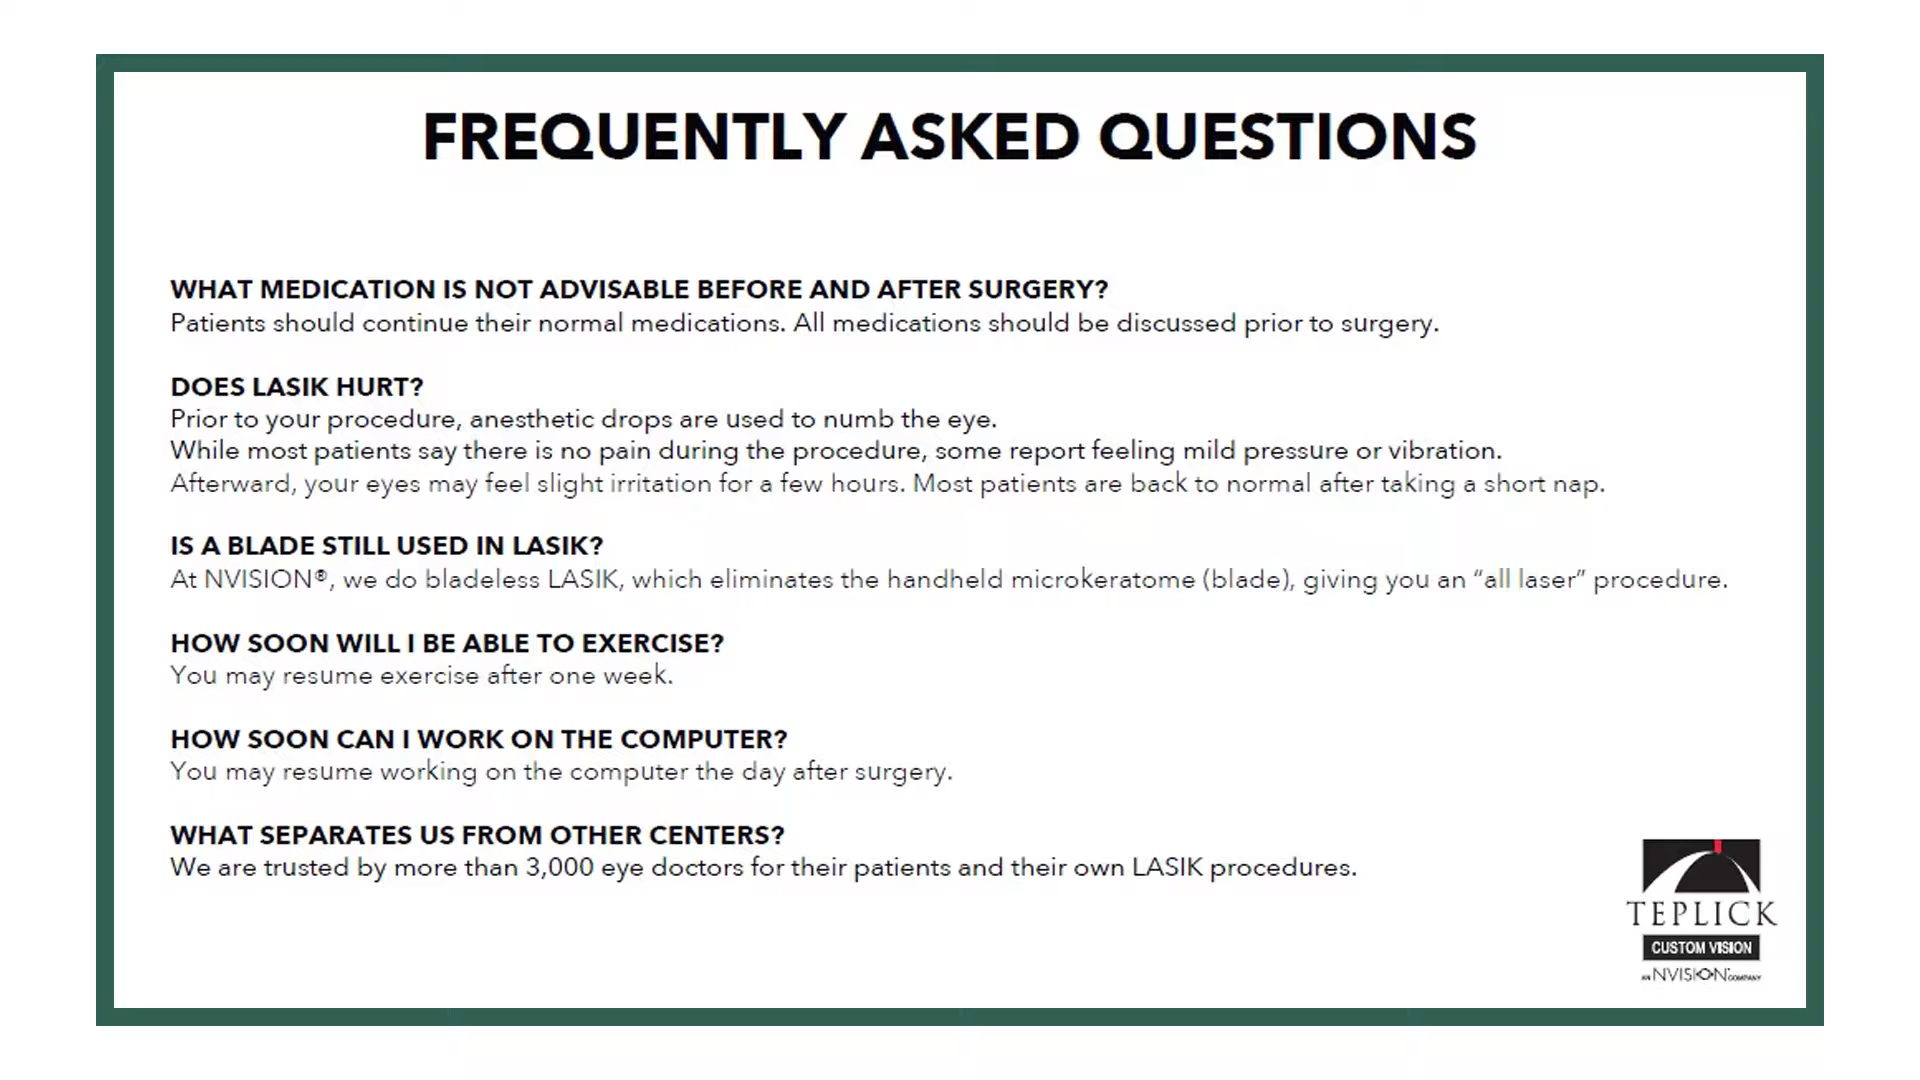 FREQUENTLY ASKED QUESTIONS
WHAT MEDICATION IS NOT ADVISABLE BEFORE AND AFTER SURGERY?
Patients should continue their normal medications. All medications should be discussed prior to surgery.
DOES LASIK HURT?
Prior to your procedure, anesthetic drops are used to numb the eye.
While most patients say there is no pain during the procedure, some report feeling mild pressure or vibration.
Afterward, your eyes may feel slight irritation for a few hours. Most patients are back to normal after taking a short nap.
IS A BLADE STILL USED IN LASIK?
At NVISION®, we do bladeless LASIK, which eliminates the handheld microkeratome (blade), giving you an “all laser” procedure.
HOW SOON WILL I BE ABLE TO EXERCISE?
You may resume exercise after one week.
HOW SOON CAN I WORK ON THE COMPUTER?
You may resume working on the computer the day after surgery.
WHAT SEPARATES US FROM OTHER CENTERS?
We are trusted by more than 3,000 eye doctors for their patients and their own LASIK procedures.
TEPLICK
CUSTOM VISION
AN NVISION COMPANY